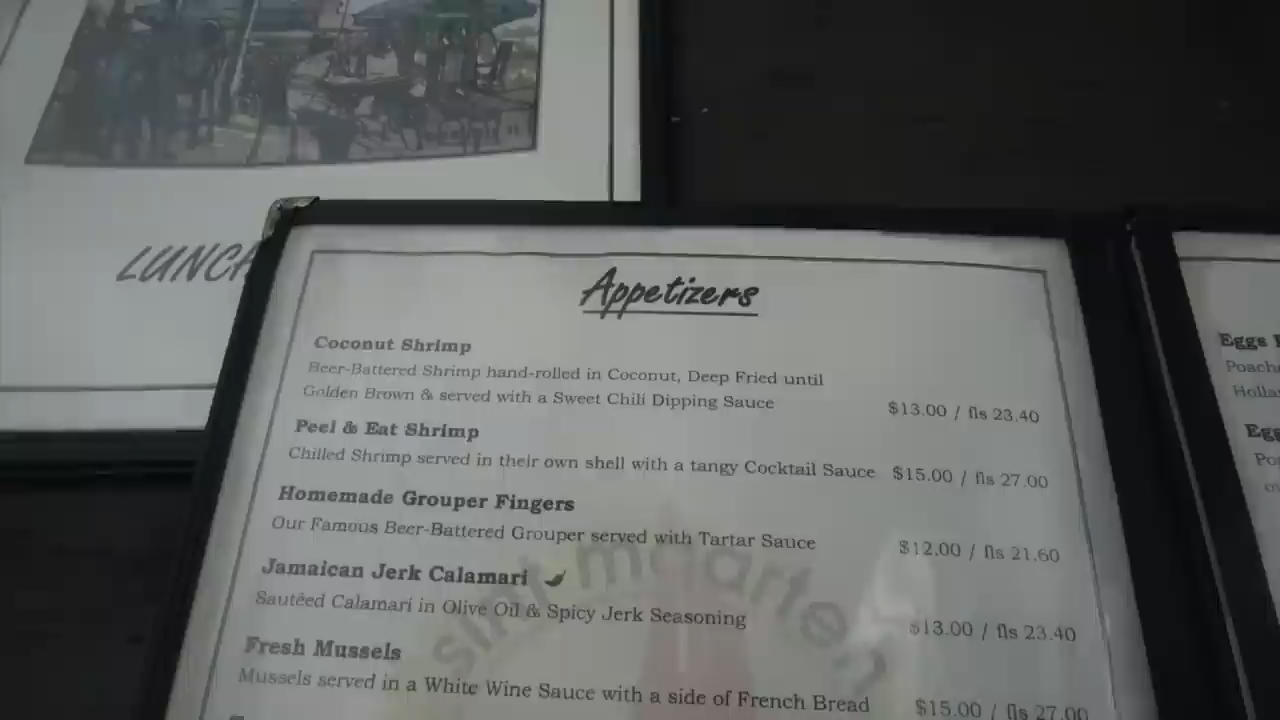 LUNCH
Appetizers
Coconut Shrimp
Beer-Battered Shrimp hand-rolled in Coconut, Deep Fried until
Golden Brown & served with a Sweet Chili Dipping Sauce $13.00 / fls 23.40
Peel & Eat Shrimp
Chilled Shrimp served in their own shell with a tangy Cocktail Sauce $15.00 / fls 27.00
Homemade Grouper Fingers
Our Famous Beer-Battered Grouper served with Tartar Sauce $12.00 / fls 21.60
Jamaican Jerk Calamari
Sautéed Calamari in Olive Oil & Spicy Jerk Seasoning $13.00 / fls 23.40
Fresh Mussels
Mussels served in a White Wine Sauce with a side of French Bread $15.00 / fls 27.00
sint maarten
Eggs